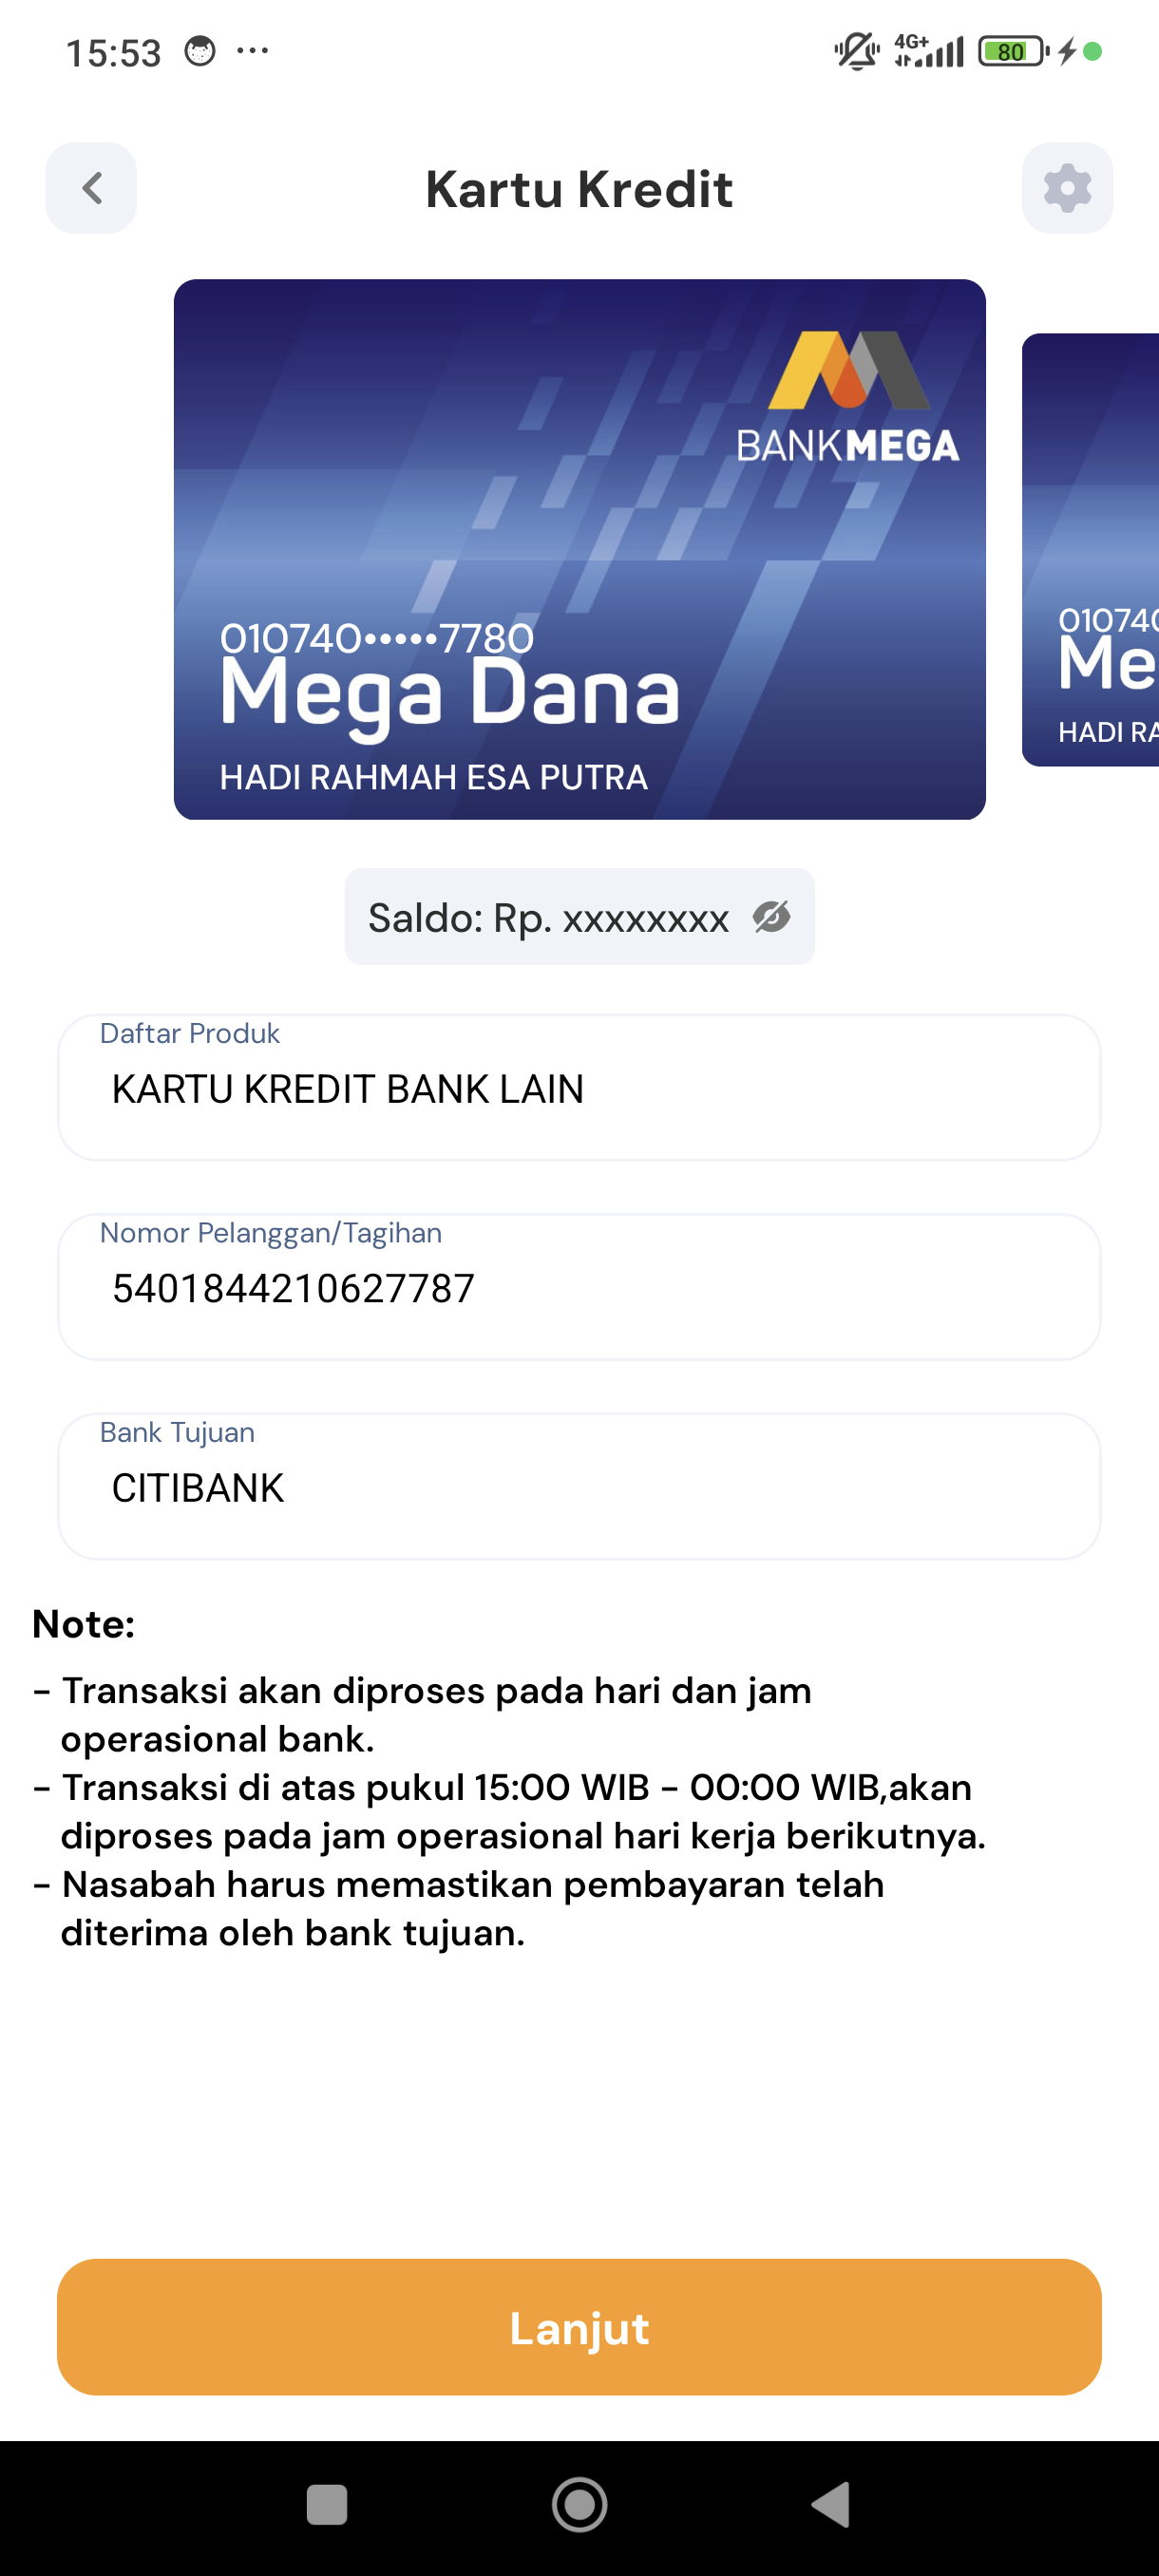 15:53
4G+
80
Kartu Kredit
BANKMEGA
010740•••••7780
Mega Dana
HADI RAHMAH ESA PUTRA
010740
Me
HADI RA
Saldo: Rp. xxxxxxxx
Daftar Produk
KARTU KREDIT BANK LAIN
Nomor Pelanggan/Tagihan
5401844210627787
Bank Tujuan
CITIBANK
Note:
- Transaksi akan diproses pada hari dan jam
operasional bank.
- Transaksi di atas pukul 15:00 WIB - 00:00 WIB,akan
diproses pada jam operasional hari kerja berikutnya.
- Nasabah harus memastikan pembayaran telah
diterima oleh bank tujuan.
Lanjut